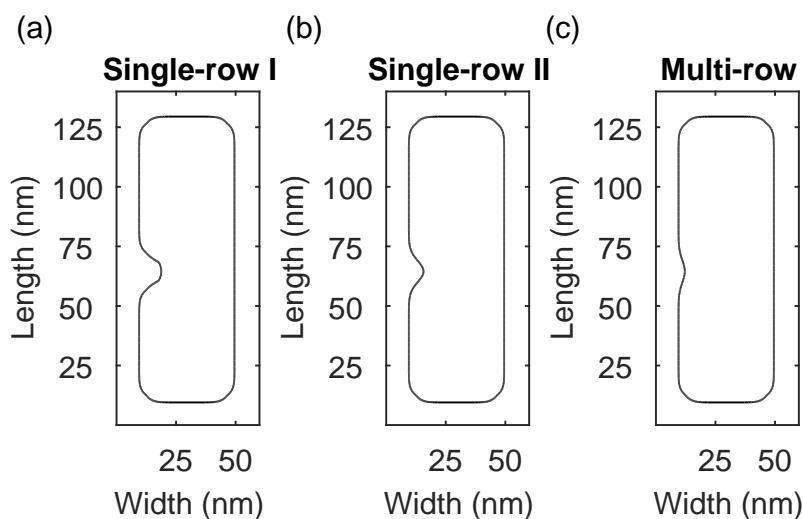 (a) (b) (c)
Single-row I Single-row II Multi-row
125 125 125
100 100 100
75 75 75
50 50 50
25 25 25
Length (nm) Length (nm) Length (nm)
25 50 25 50 25 50
Width (nm) Width (nm) Width (nm)